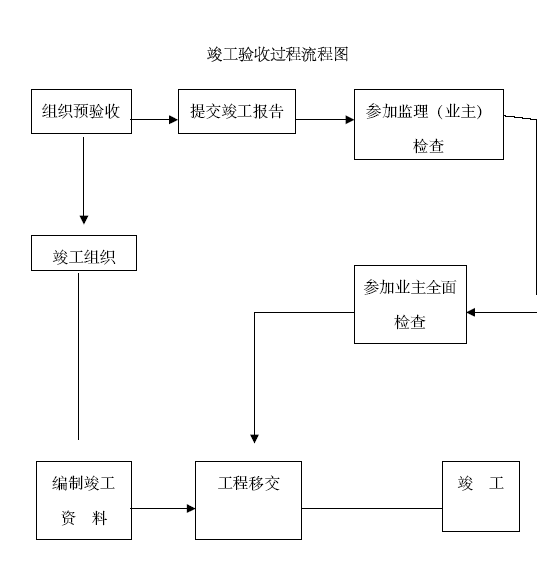 竣工验收过程流程图
组织预验收
提交竣工报告
参加监理（业主）
检查
竣工组织
参加业主全面
检查
编制竣工
资　料
工程移交
竣　工